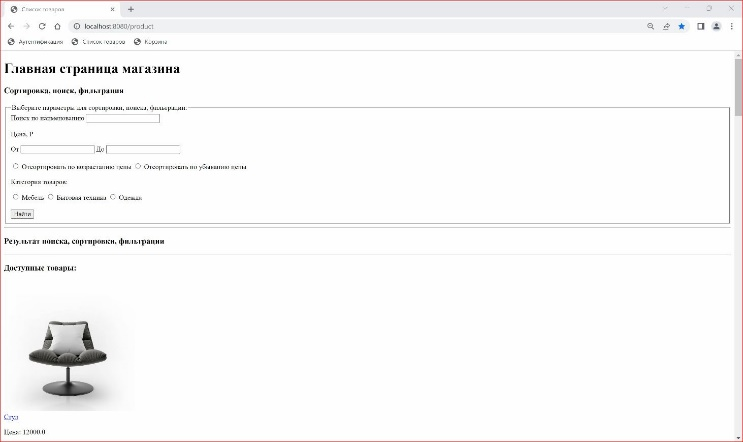 Список товаров
localhost:8080/product
Аутентификация Список товаров Корзина
Главная страница магазина
Сортировка, поиск, фильтрация
Выберите параметры для сортировки, поиска, фильтрации:
Поиск по наименованию
Цена, Р
От До
Отсортировать по возрастанию цены Отсортировать по убыванию цены
Категория товаров:
Мебель Бытовая техника Одежда
Найти
Результат поиска, сортировки, фильтрации
Доступные товары:
Стул
Цена: 12000.0